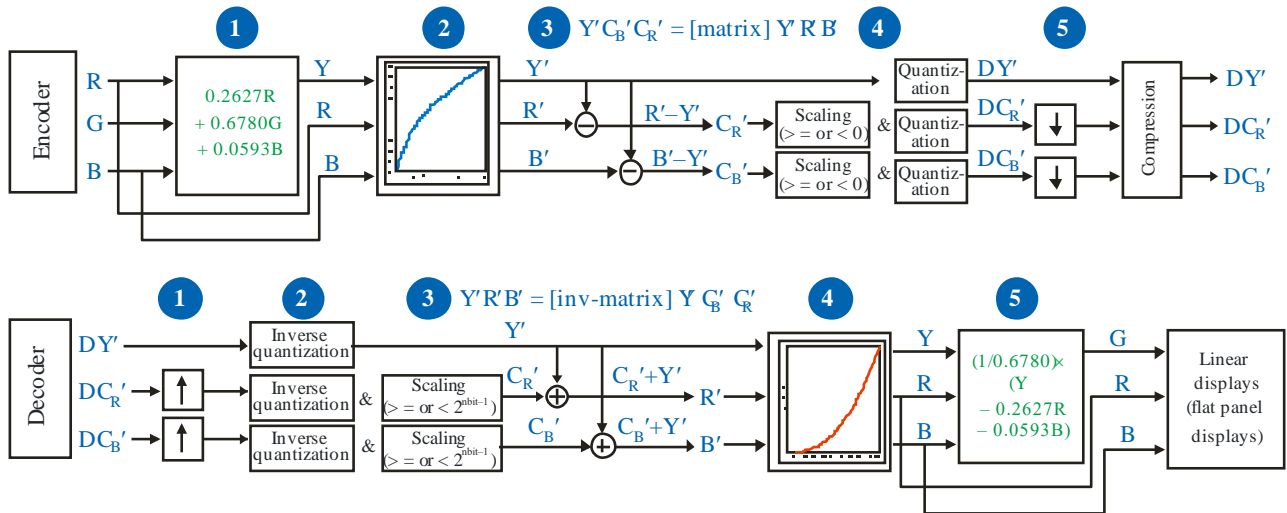 1
2
3
Y′C_B′C_R′ = [matrix] Y′ R′ B′
4
5
Encoder
R
G
B
0.2627R
+ 0.6780G
+ 0.0593B
Y
R
B
Y′
R′
B′
R′–Y′
B′–Y′
C_R′
C_B′
Scaling
(> = or < 0)
&
Scaling
(> = or < 0)
&
Quantiz-
ation
Quantiz-
ation
Quantiz-
ation
DY′
DC_R′
DC_B′
Compression
DY′
DC_R′
DC_B′
1
2
3
Y′R′B′ = [inv-matrix] Y′ C_B′ C_R′
4
5
Decoder
DY′
DC_R′
DC_B′
Inverse
quantization
Inverse
quantization
Inverse
quantization
&
&
Scaling
(> = or < 2^nbit–1)
Scaling
(> = or < 2^nbit-1)
Y′
C_R′
C_B′
C_R′+Y′
C_B′+Y′
R′
B′
Y
R
B
(1/0.6780)×
(Y
– 0.2627R
– 0.0593B)
G
R
B
Linear
displays
(flat panel
displays)